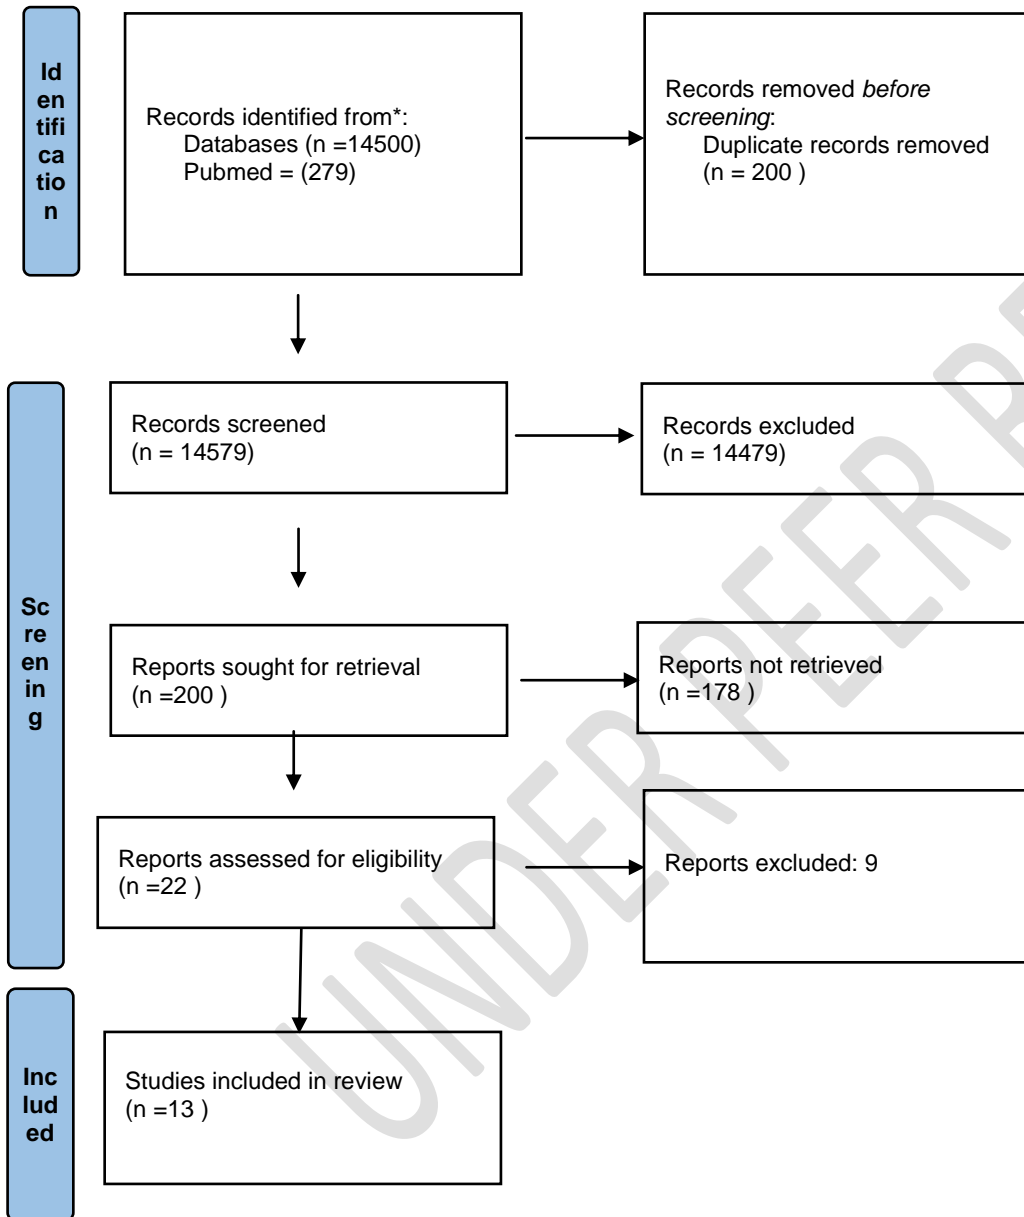 Id
en
tifi
ca
tio
n
Records identified from*:
Databases (n =14500)
Pubmed = (279)
Records removed before
screening:
Duplicate records removed
(n = 200 )
Sc
re
en
in
g
Records screened
(n = 14579)
Records excluded
(n = 14479)
Reports sought for retrieval
(n =200 )
Reports not retrieved
(n =178 )
Reports assessed for eligibility
(n =22 )
Reports excluded: 9
Inc
lud
ed
Studies included in review
(n =13 )
UNDER PEER